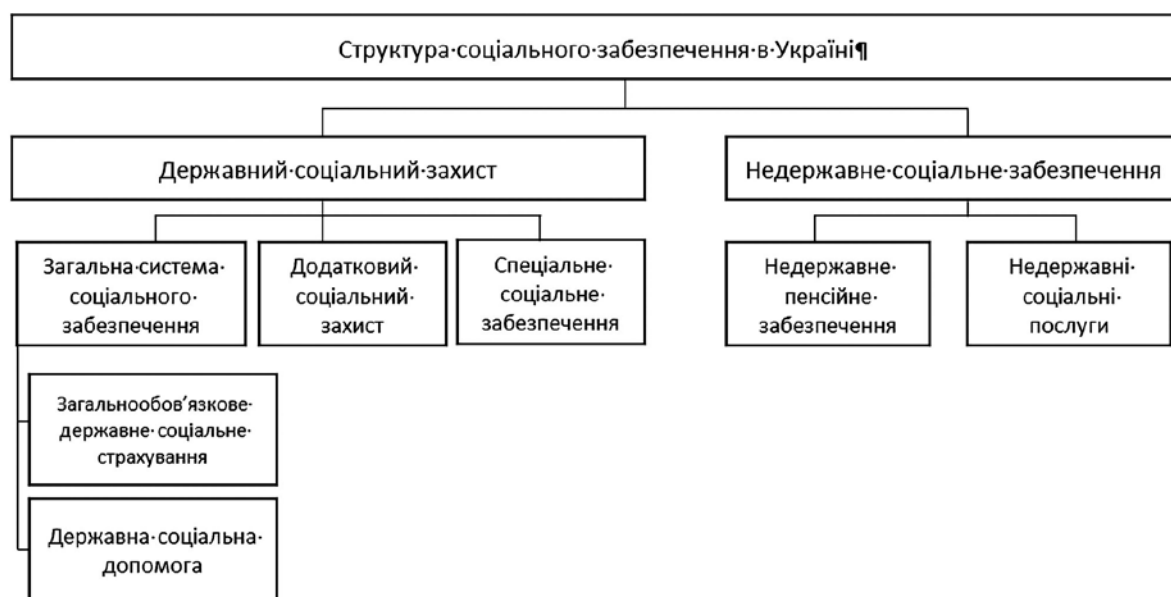 Структура·соціального·забезпечення·в·Україні¶
Державний·соціальний·захист
Недержавне·соціальне·забезпечення
Загальна·система·
соціального·
забезпечення
Додатковий·
соціальний·
захист
Спеціальне·
соціальне·
забезпечення
Недержавне·
пенсійне·
забезпечення
Недержавні·
соціальні·
послуги
Загальнообов'язкове·
державне·соціальне·
страхування
Державна·соціальна·
допомога